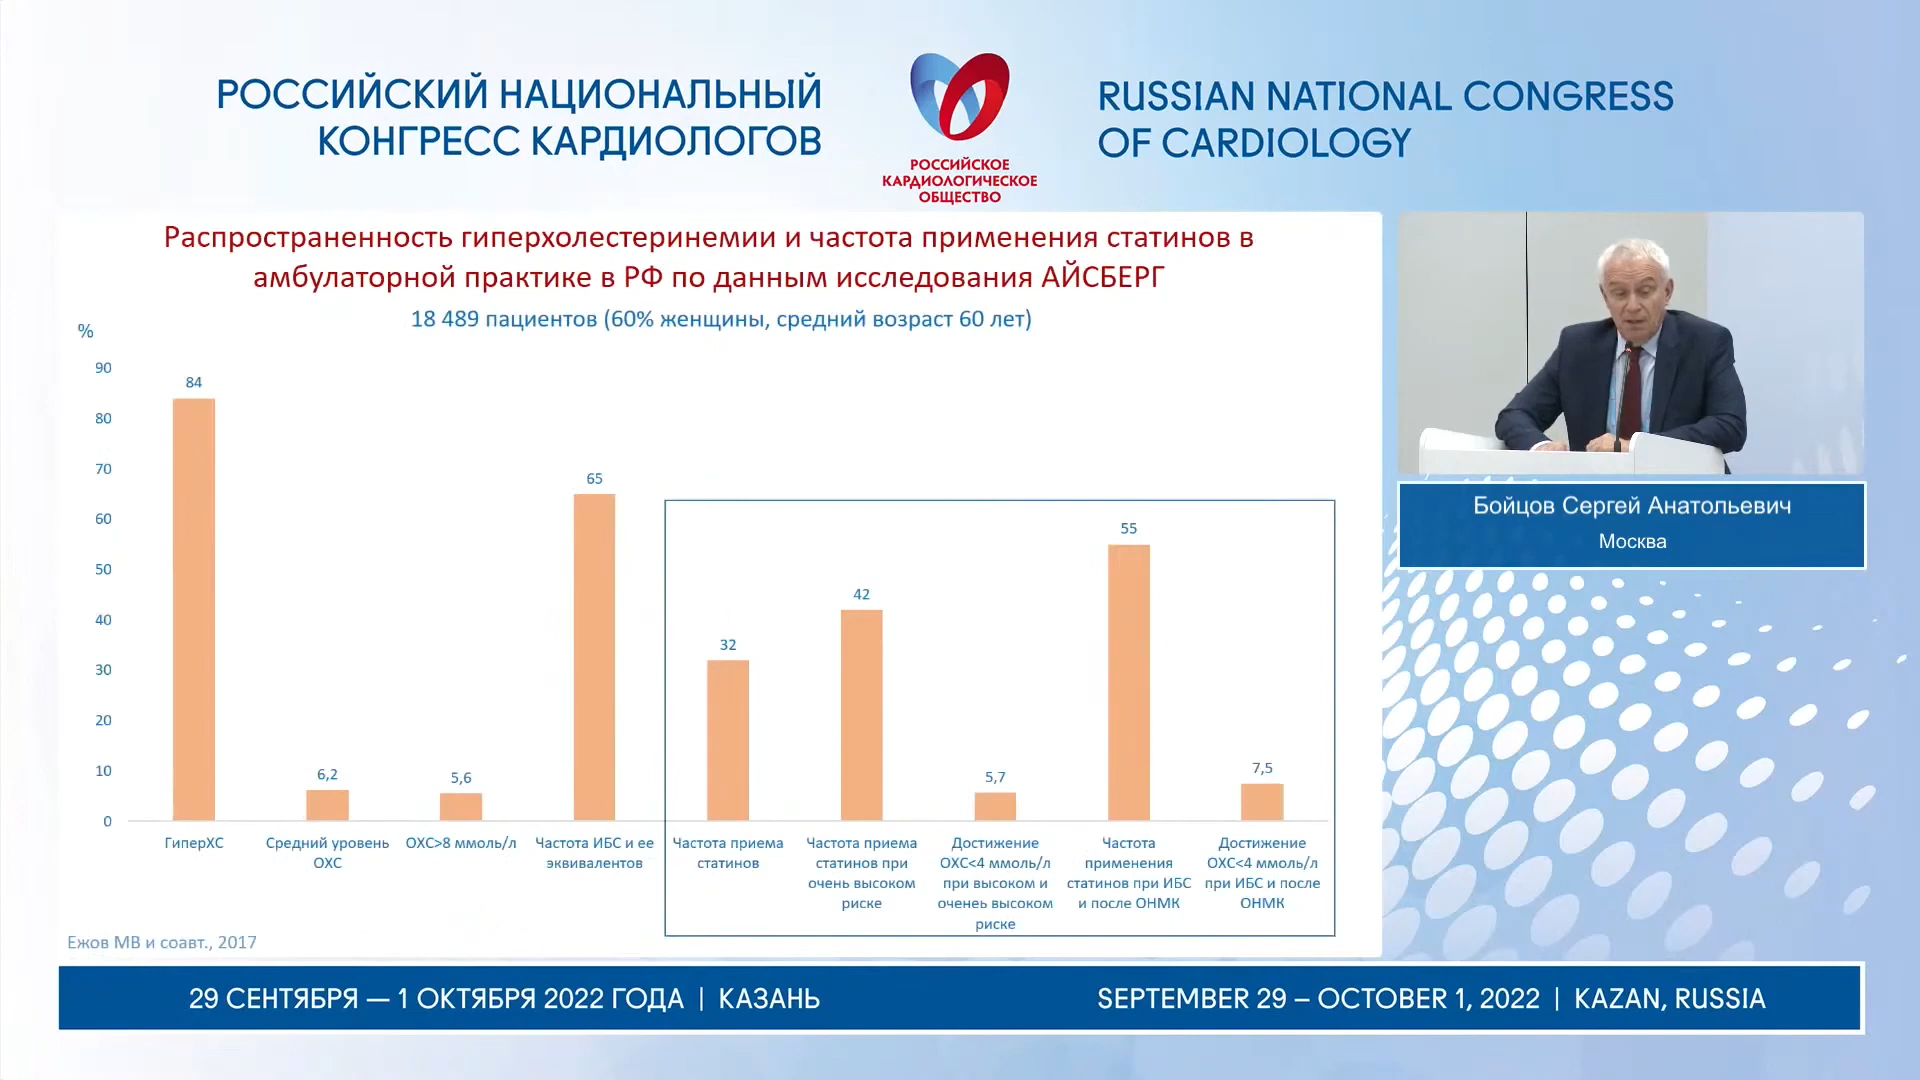 РОССИЙСКИЙ НАЦИОНАЛЬНЫЙ
КОНГРЕСС КАРДИОЛОГОВ
РОССИЙСКОЕ
КАРДИОЛОГИЧЕСКОЕ
ОБЩЕСТВО
RUSSIAN NATIONAL CONGRESS
OF CARDIOLOGY
Распространенность гиперхолестеринемии и частота применения статинов в
амбулаторной практике в РФ по данным исследования АЙСБЕРГ
18 489 пациентов (60% женщины, средний возраст 60 лет)
%
90
80
70
60
50
40
30
20
10
0
84
6,2
5,6
65
32
42
5,7
55
7,5
ГиперХС
Средний уровень
ОХС
ОХС>8 ммоль/л
Частота ИБС и ее
эквивалентов
Частота приема
статинов
Частота приема
статинов при
очень высоком
риске
Достижение
ОХС<4 ммоль/л
при высоком и
оченеь высоком
риске
Частота
применения
статинов при ИБС
и после ОНМК
Достижение
ОХС<4 ммоль/л
при ИБС и после
ОНМК
Ежов МВ и соавт., 2017
Бойцов Сергей Анатольевич
Москва
29 СЕНТЯБРЯ — 1 ОКТЯБРЯ 2022 ГОДА | КАЗАНЬ
SEPTEMBER 29 – OCTOBER 1, 2022 | KAZAN, RUSSIA